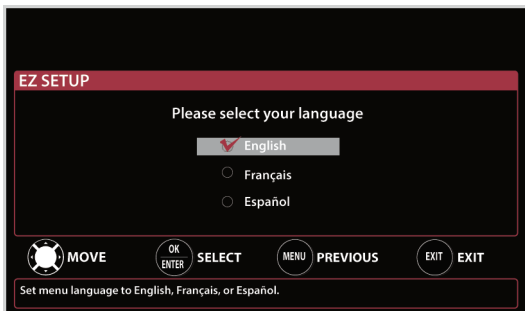 EZ SETUP
Please select your language
English
Français
Español
MOVE OK ENTER SELECT MENU PREVIOUS EXIT EXIT
Set menu language to English, Français, or Español.